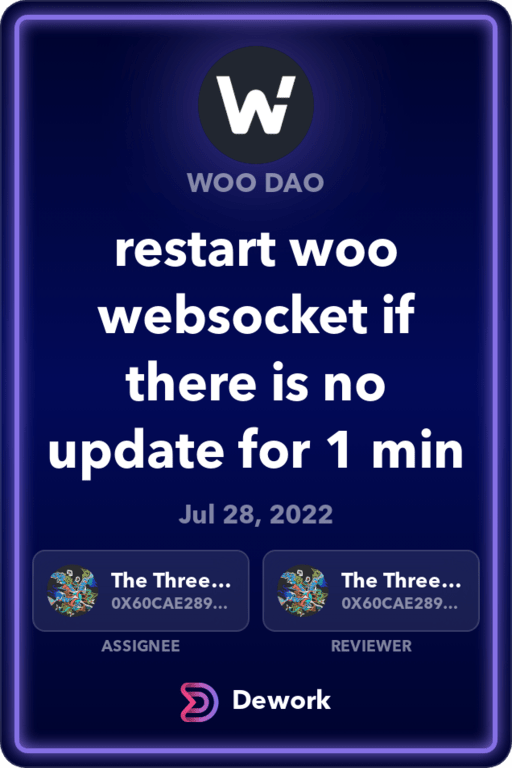 W
WOO DAO
restart woo
websocket if
there is no
update for 1 min
Jul 28, 2022
The Three... The Three...
0X60CAE289... 0X60CAE289...
ASSIGNEE REVIEWER
Dework